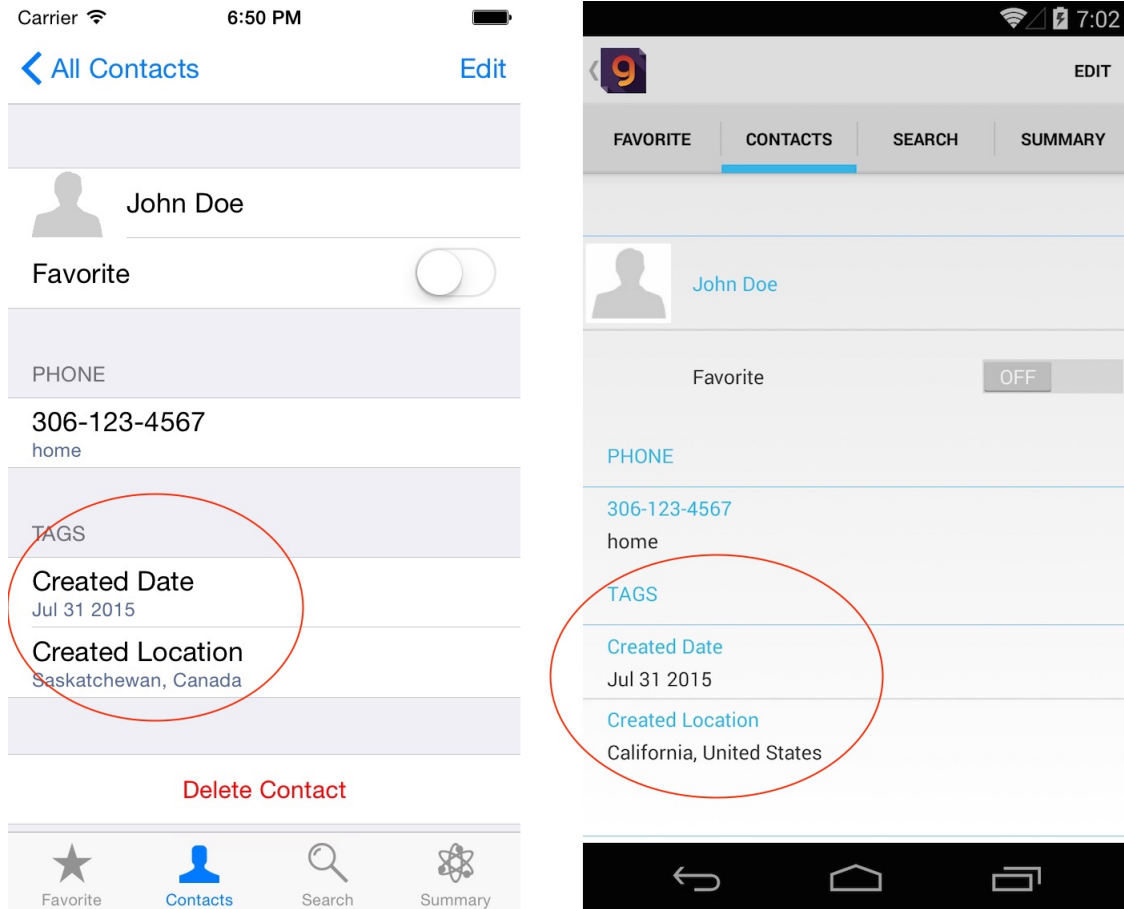 Carrier 6:50 PM
All Contacts Edit
John Doe
Favorite
PHONE
306-123-4567
home
TAGS
Created Date
Jul 31 2015
Created Location
Saskatchewan, Canada
Delete Contact
Favorite Contacts Search Summary
7:02
9 EDIT
FAVORITE CONTACTS SEARCH SUMMARY
John Doe
Favorite OFF
PHONE
306-123-4567
home
TAGS
Created Date
Jul 31 2015
Created Location
California, United States